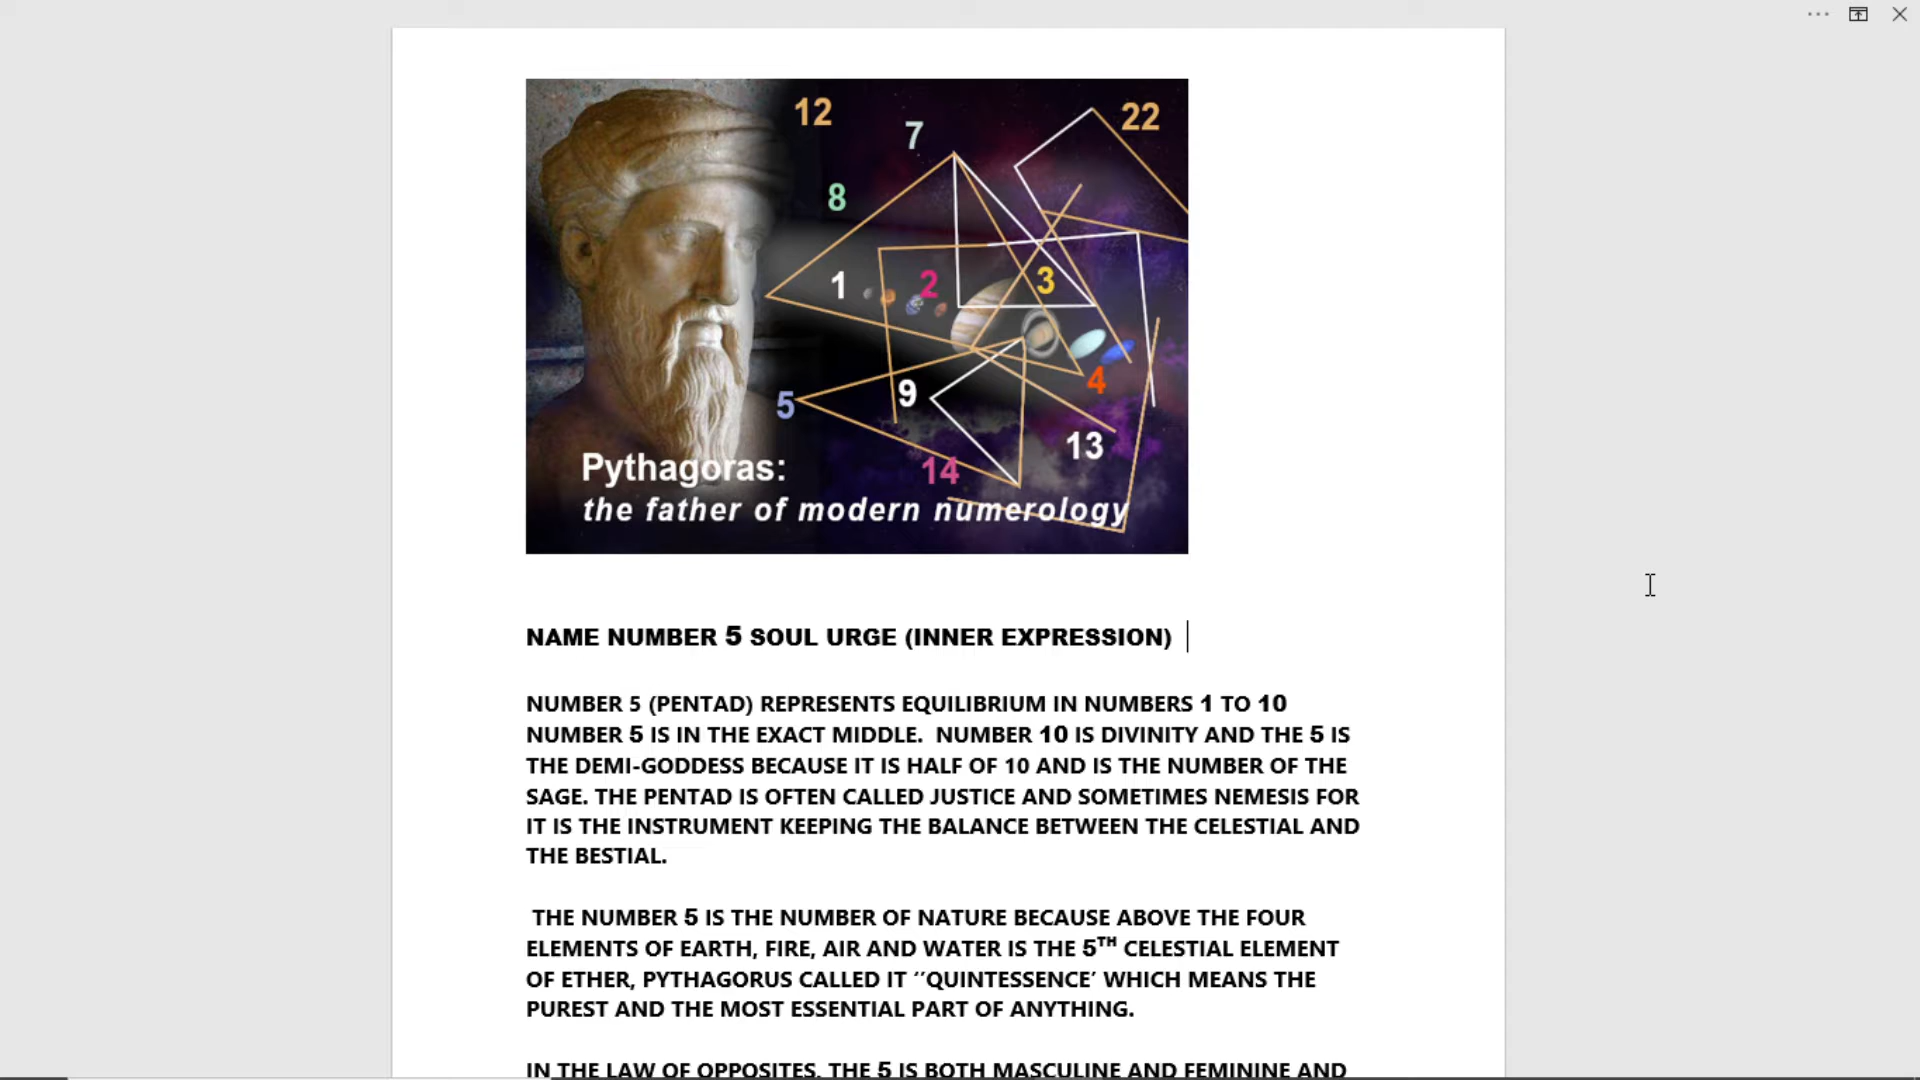 12
7
22
8
1
2
3
5
9
4
13
14
Pythagoras:
the father of modern numerology
NAME NUMBER 5 SOUL URGE (INNER EXPRESSION)
NUMBER 5 (PENTAD) REPRESENTS EQUILIBRIUM IN NUMBERS 1 TO 10
NUMBER 5 IS IN THE EXACT MIDDLE.  NUMBER 10 IS DIVINITY AND THE 5 IS
THE DEMI-GODDESS BECAUSE IT IS HALF OF 10 AND IS THE NUMBER OF THE
SAGE. THE PENTAD IS OFTEN CALLED JUSTICE AND SOMETIMES NEMESIS FOR
IT IS THE INSTRUMENT KEEPING THE BALANCE BETWEEN THE CELESTIAL AND
THE BESTIAL.
THE NUMBER 5 IS THE NUMBER OF NATURE BECAUSE ABOVE THE FOUR
ELEMENTS OF EARTH, FIRE, AIR AND WATER IS THE 5TH CELESTIAL ELEMENT
OF ETHER, PYTHAGORUS CALLED IT ‘’QUINTESSENCE’ WHICH MEANS THE
PUREST AND THE MOST ESSENTIAL PART OF ANYTHING.
IN THE LAW OF OPPOSITES, THE 5 IS BOTH MASCULINE AND FEMININE AND